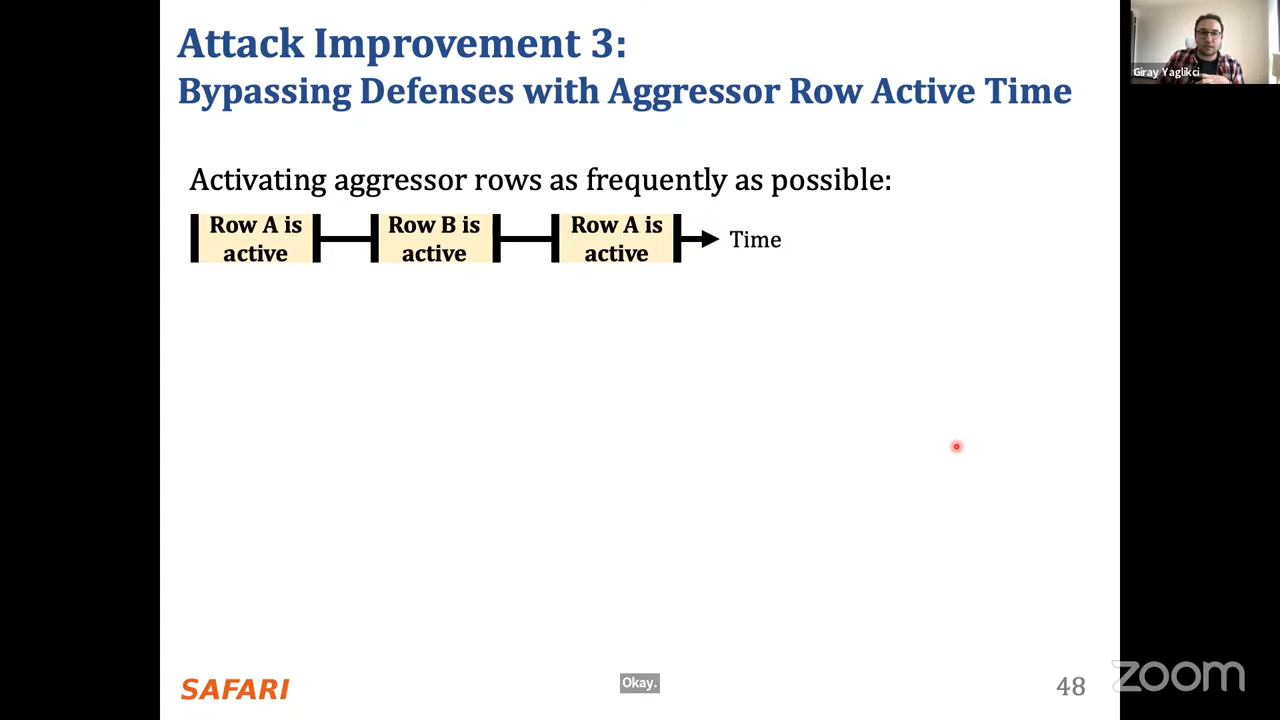 Attack Improvement 3:
Bypassing Defenses with Aggressor Row Active Time
Giray Yaglikci
Activating aggressor rows as frequently as possible:
Row A is
active
Row B is
active
Row A is
active
Time
SAFARI
Okay.
48
zoom